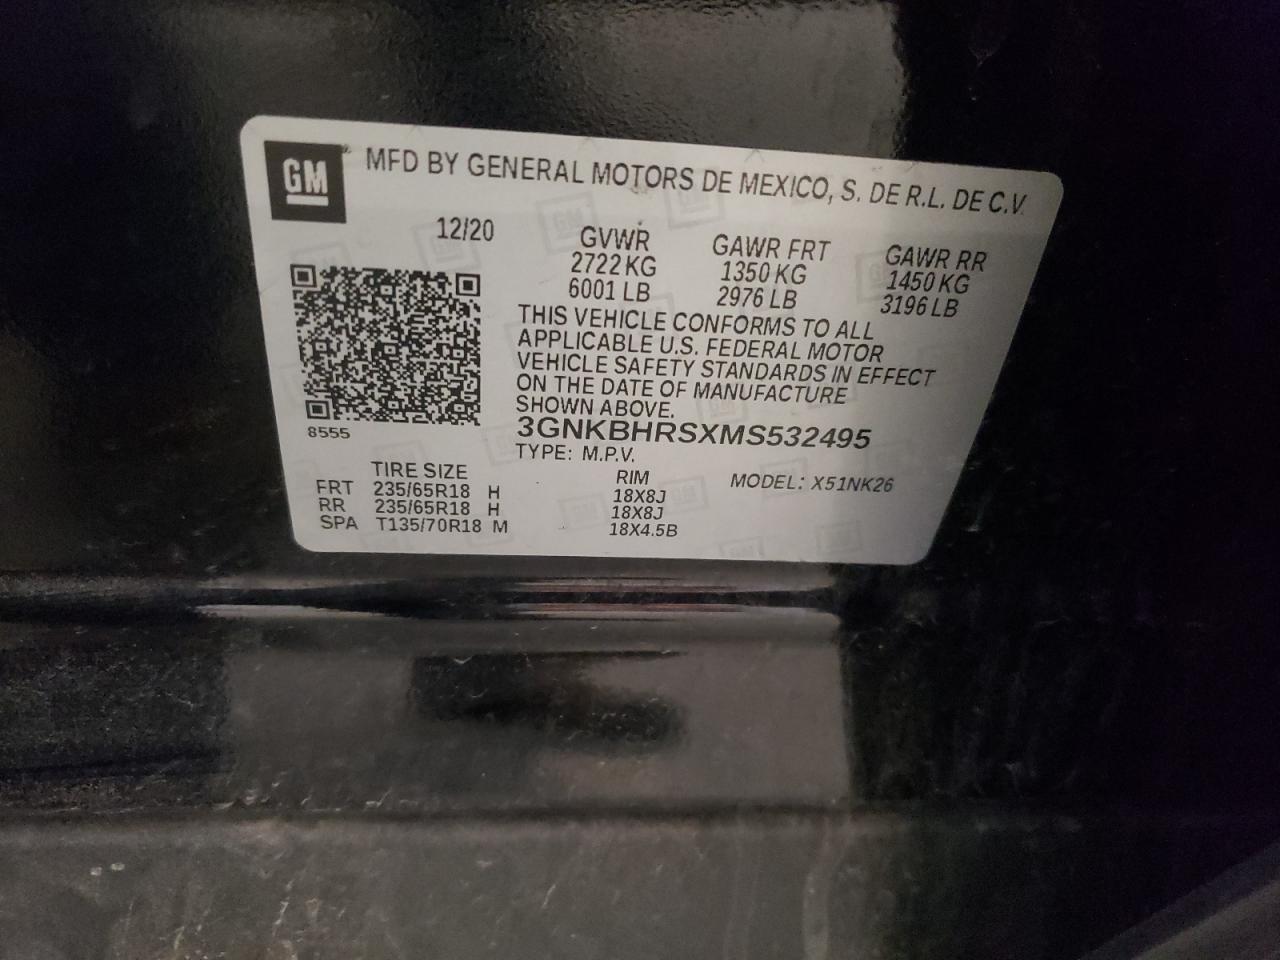 GM
MFD BY GENERAL MOTORS DE MEXICO, S. DE R.L. DE C.V.
12/20
GVWR GAWR FRT GAWR RR
2722 KG 1350 KG 1450 KG
6001 LB 2976 LB 3196 LB
THIS VEHICLE CONFORMS TO ALL
APPLICABLE U.S. FEDERAL MOTOR
VEHICLE SAFETY STANDARDS IN EFFECT
ON THE DATE OF MANUFACTURE
SHOWN ABOVE.
8555
3GNKBHRSXMS532495
TYPE: M.P.V.
TIRE SIZE RIM MODEL: X51NK26
FRT 235/65R18 H 18X8J
RR 235/65R18 H 18X8J
SPA T135/70R18 M 18X4.5B